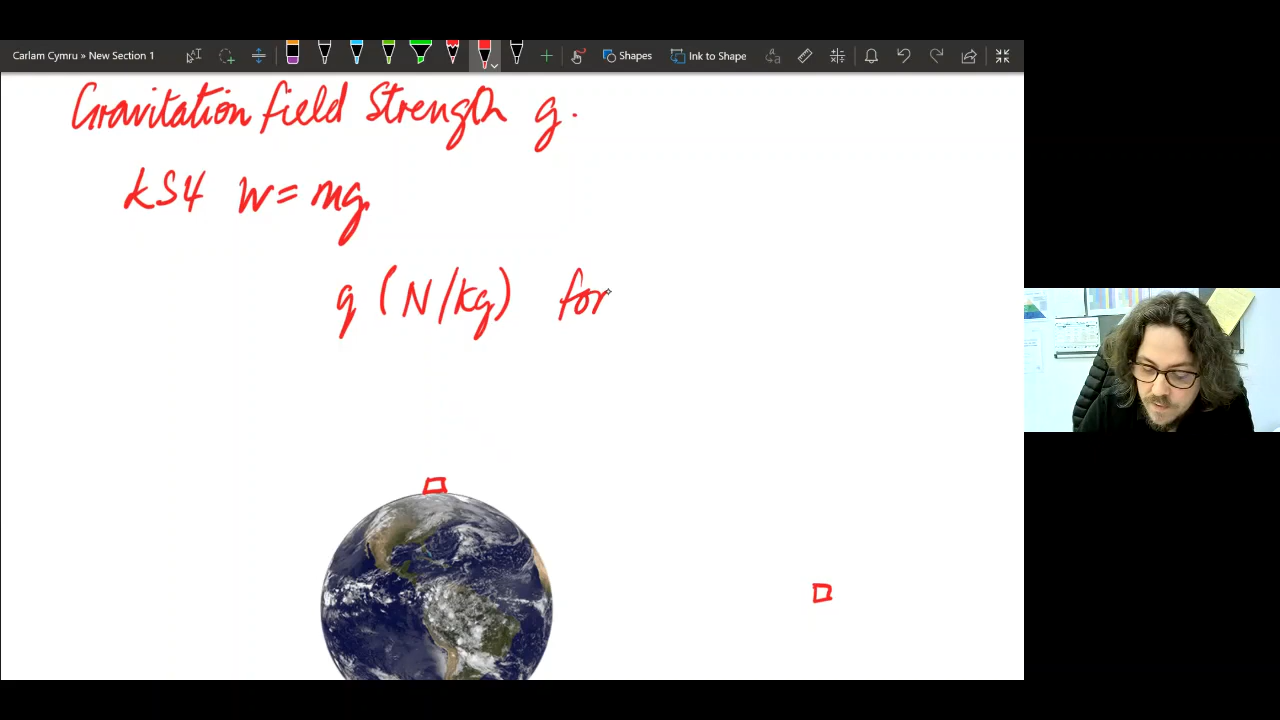 Carlam Cymru » New Section 1
Shapes
Ink to Shape
Gravitation field strength g.
KS4 W = mg.
g (N/kg) for